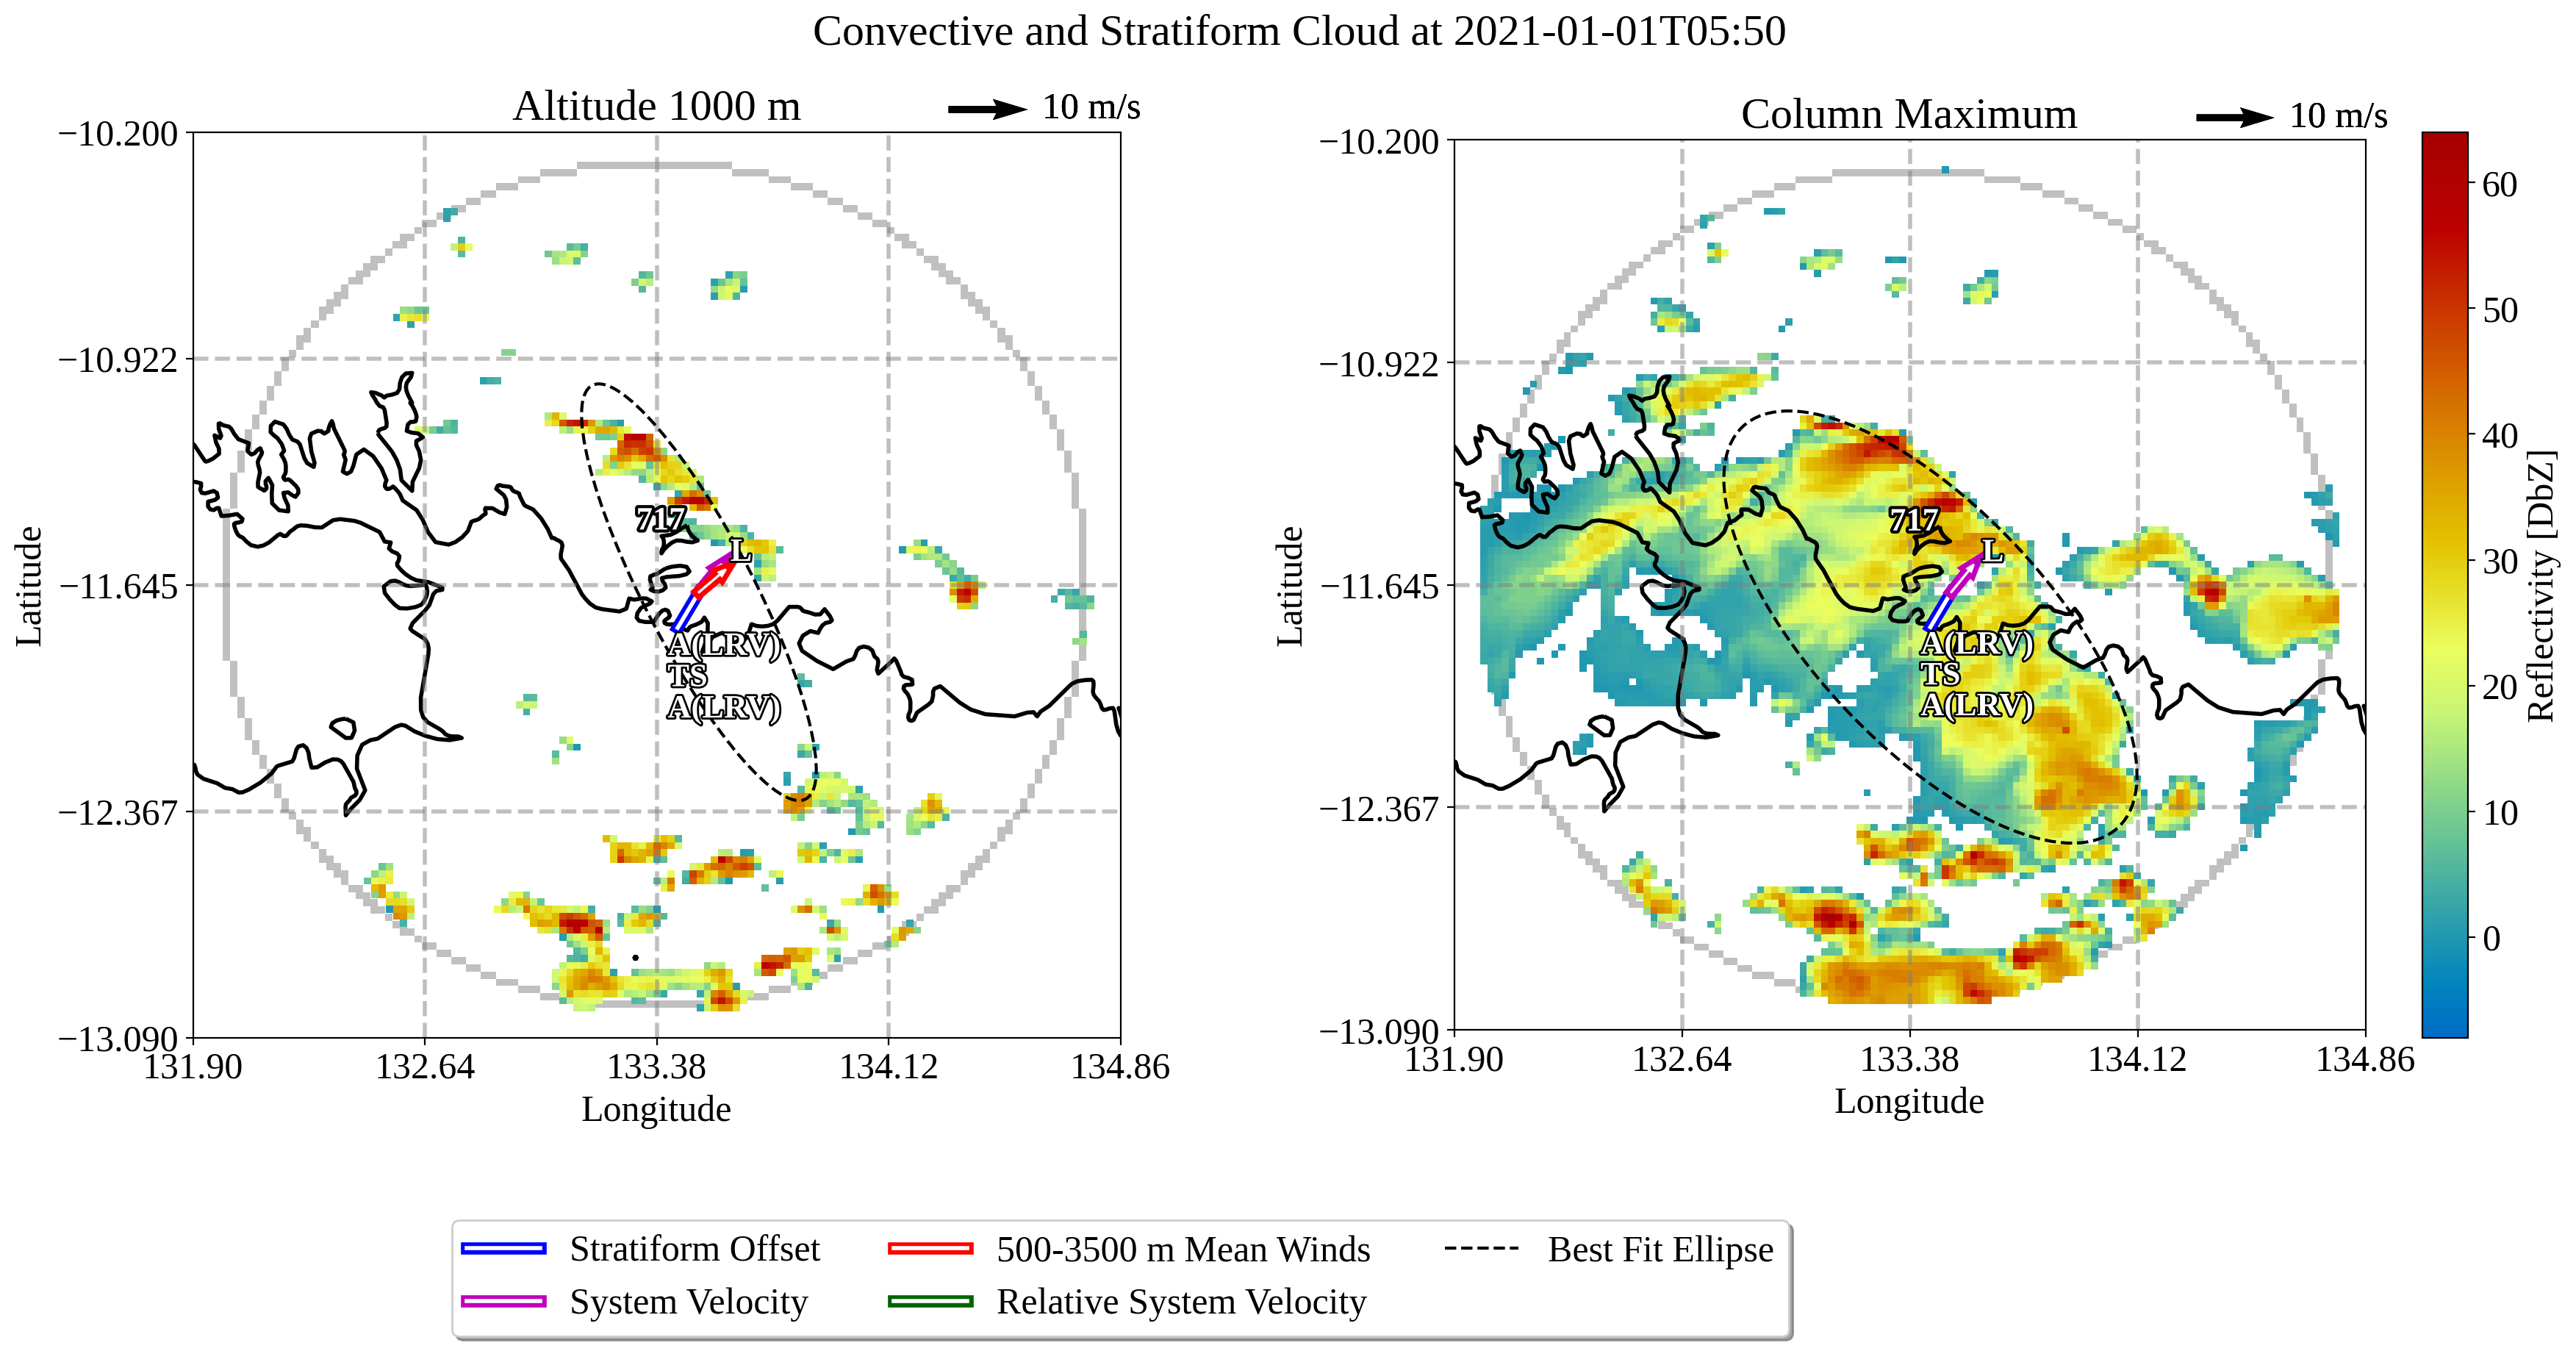 Convective and Stratiform Cloud at 2021-01-01T05:50
Altitude 1000 m
10 m/s
−10.200
−10.922
−11.645
−12.367
−13.090
Latitude
131.90
132.64
133.38
134.12
134.86
Longitude
717
L
A(LRV)
TS
A(LRV)
Column Maximum
10 m/s
−10.200
−10.922
−11.645
−12.367
−13.090
Latitude
131.90
132.64
133.38
134.12
134.86
Longitude
717
L
A(LRV)
TS
A(LRV)
60
50
40
30
20
10
0
Reflectivity [DbZ]
Stratiform Offset
System Velocity
500-3500 m Mean Winds
Relative System Velocity
Best Fit Ellipse